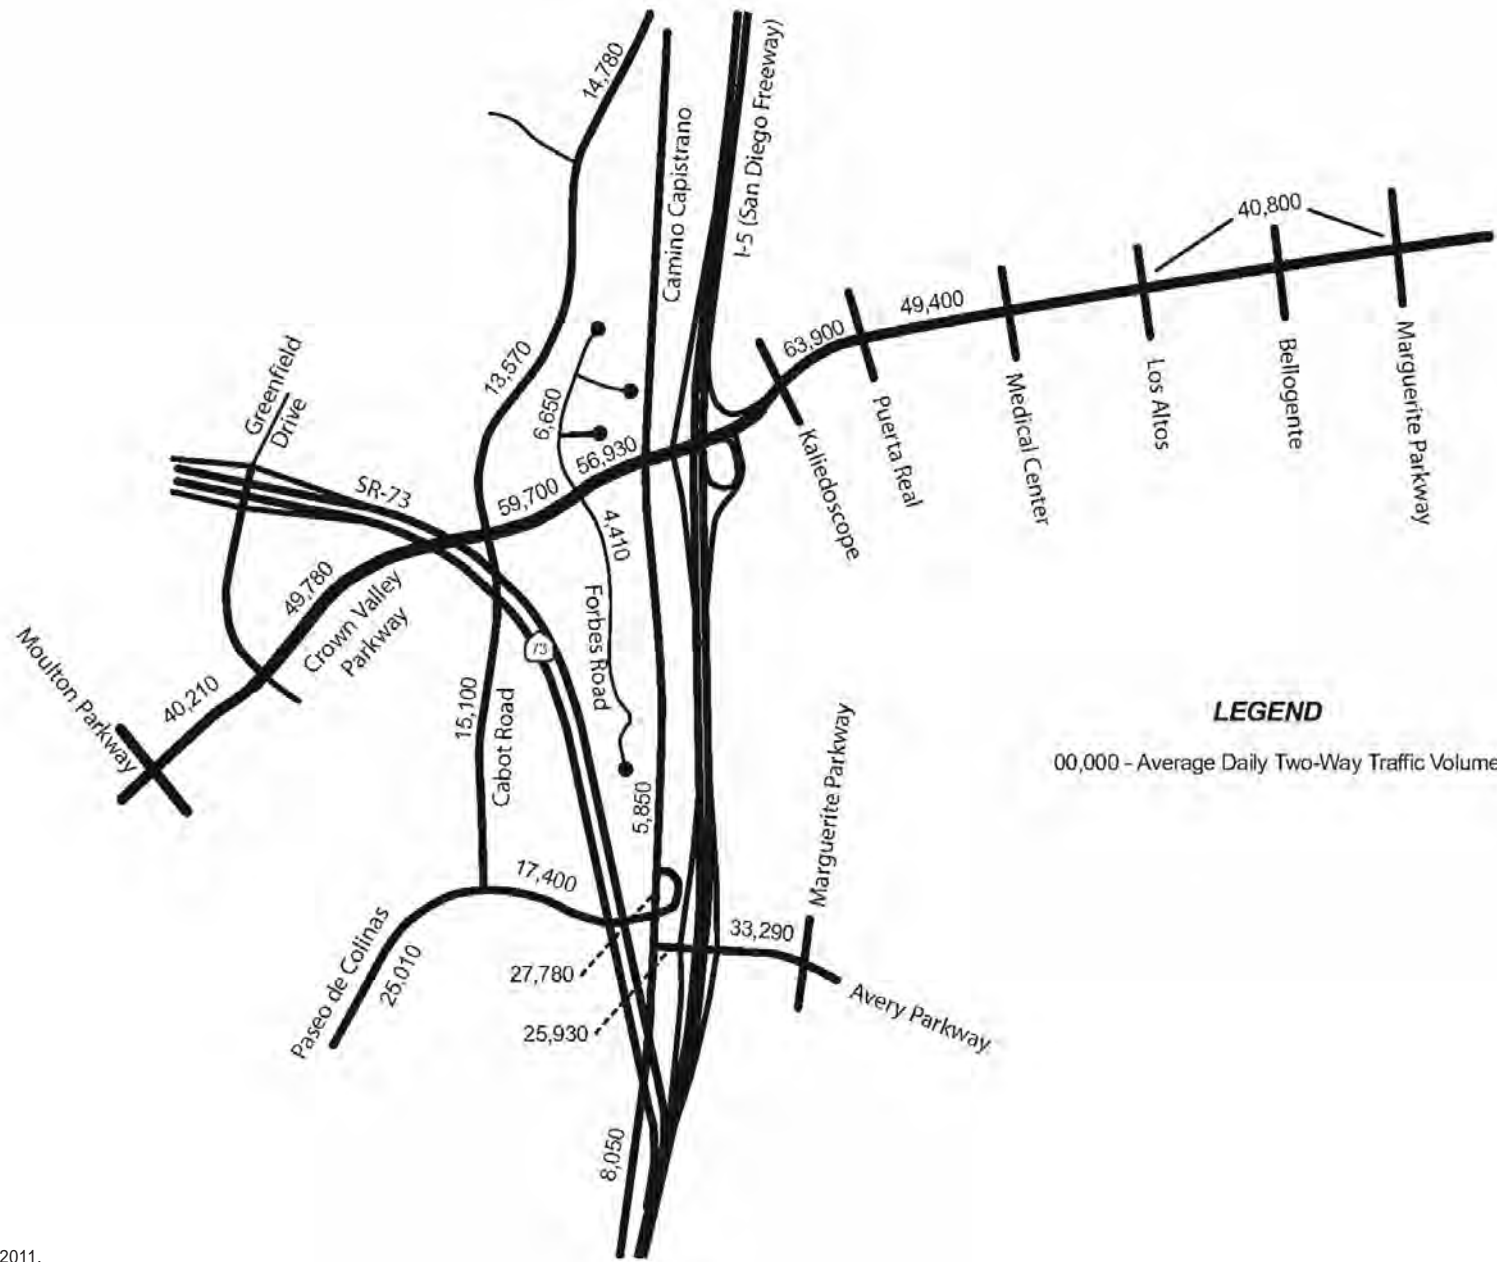 14,780
I-5 (San Diego Freeway)
Camino Capistrano
40,800
49,400
63,900
Marguerite Parkway
Bellogente
Los Altos
Medical Center
Puerta Real
Kaliedoscope
13,570
6,650
Greenfield
Drive
56,930
SR-73
59,700
4,410
49,780
Crown Valley
Parkway
Forbes Road
73
Moulton Parkway
40,210
15,100
Cabot Road
LEGEND
00,000 - Average Daily Two-Way Traffic Volume
5,850
Marguerite Parkway
17,400
33,290
Paseo de Colinas
25,010
27,780
25,930
Avery Parkway
8,050
2011.